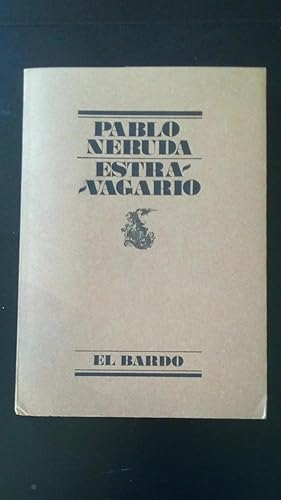 PABLO
NERUDA
ESTRA-
-VAGARIO
EL BARDO